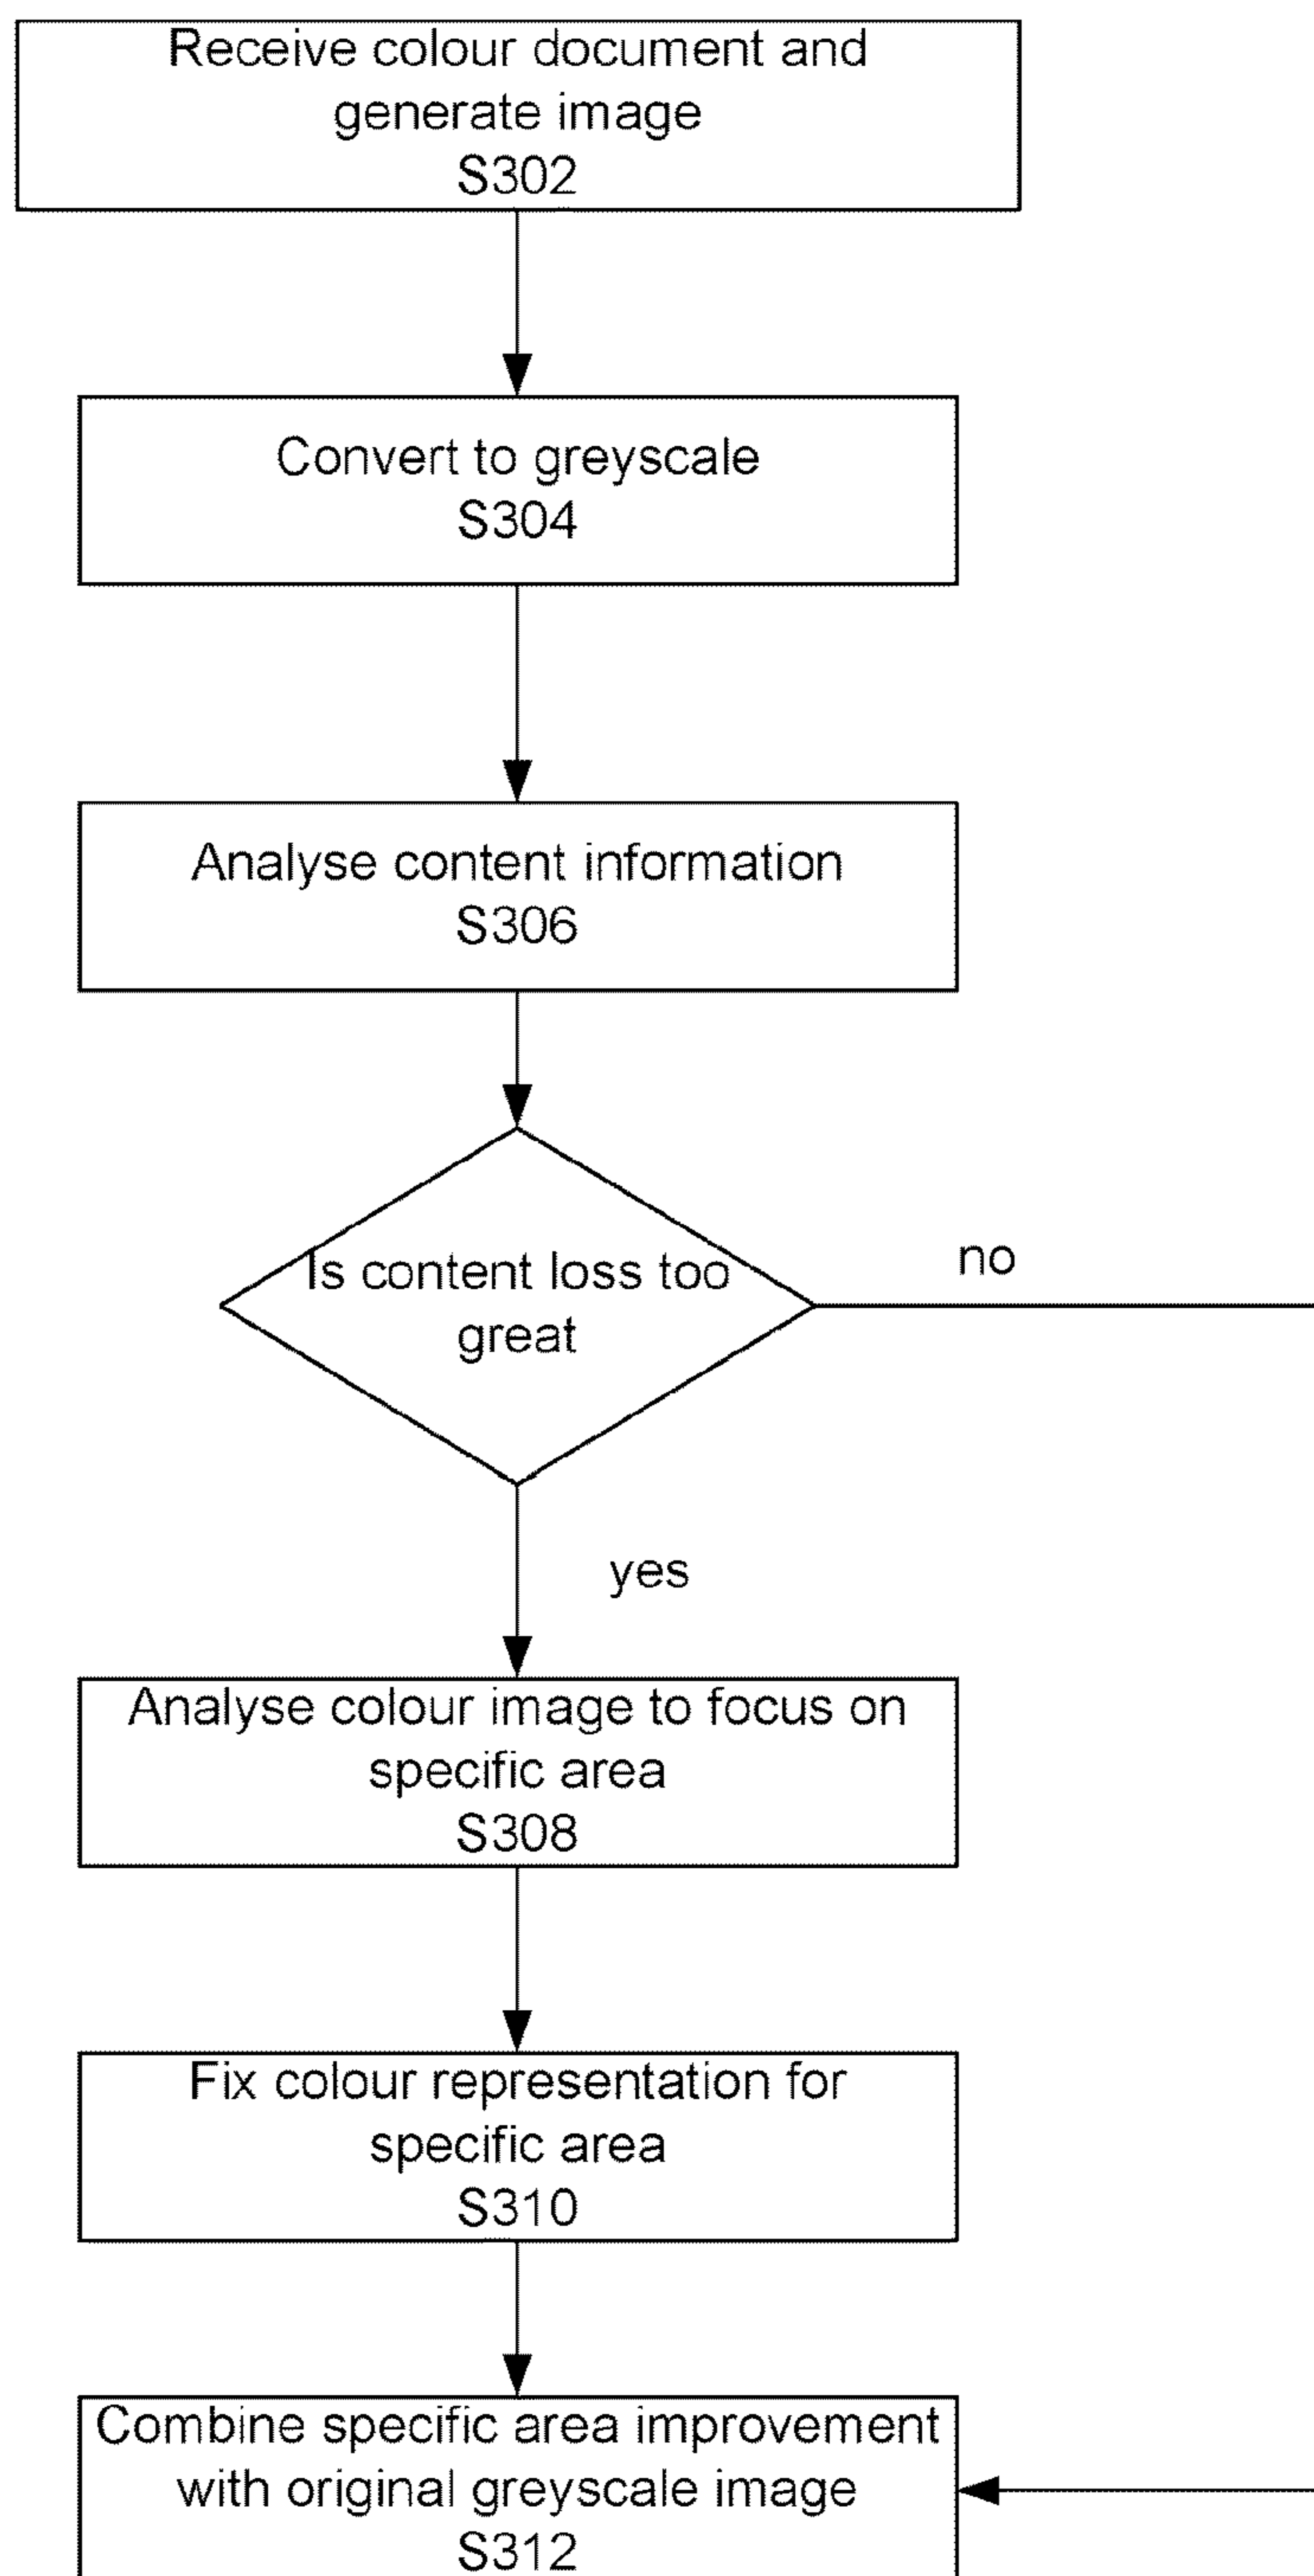 Receive colour document and
generate image
S302
Convert to greyscale
S304
Analyse content information
S306
Is content loss too
great
no
yes
Analyse colour image to focus on
specific area
S308
Fix colour representation for
specific area
S310
Combine specific area improvement
with original greyscale image
S312